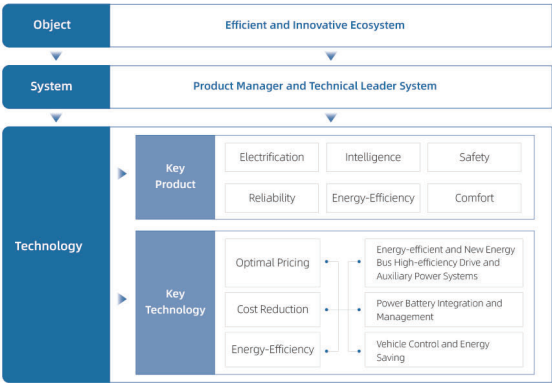 Object
Efficient and Innovative Ecosystem
System
Product Manager and Technical Leader System
Technology
Key
Product
Electrification
Intelligence
Safety
Reliability
Energy-Efficiency
Comfort
Key
Technology
Optimal Pricing
Cost Reduction
Energy-Efficiency
Energy-efficient and New Energy
Bus High-efficiency Drive and
Auxiliary Power Systems
Power Battery Integration and
Management
Vehicle Control and Energy
Saving